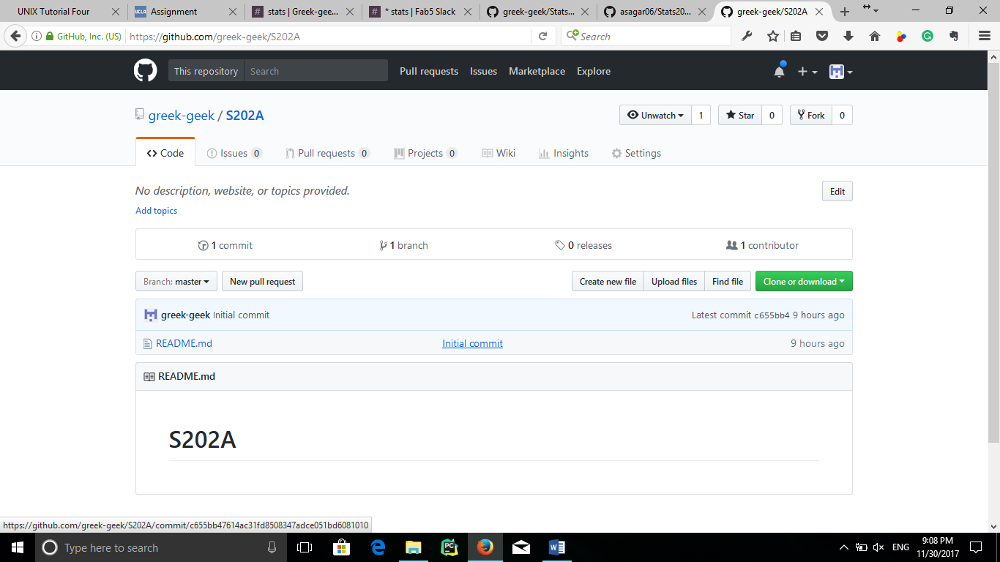 UNIX Tutorial Four
UCLA Assignment
# stats | Greek-gee...
# * stats | Fab5 Slack
greek-geek/Stats...
asagar06/Stats20...
greek-geek/S202A
GitHub, Inc. (US) https://github.com/greek-geek/S202A Search
This repository Search Pull requests Issues Marketplace Explore
greek-geek / S202A Unwatch 1 Star 0 Fork 0
Code Issues 0 Pull requests 0 Projects 0 Wiki Insights Settings
No description, website, or topics provided. Edit
Add topics
1 commit 1 branch 0 releases 1 contributor
Branch: master New pull request Create new file Upload files Find file Clone or download
greek-geek Initial commit Latest commit c655bb4 9 hours ago
README.md Initial commit 9 hours ago
README.md
S202A
https://github.com/greek-geek/S202A/commit/c655bb47614ac31fd8508347adce051bd6081010
Type here to search
PC
W
ENG
9:08 PM
11/30/2017